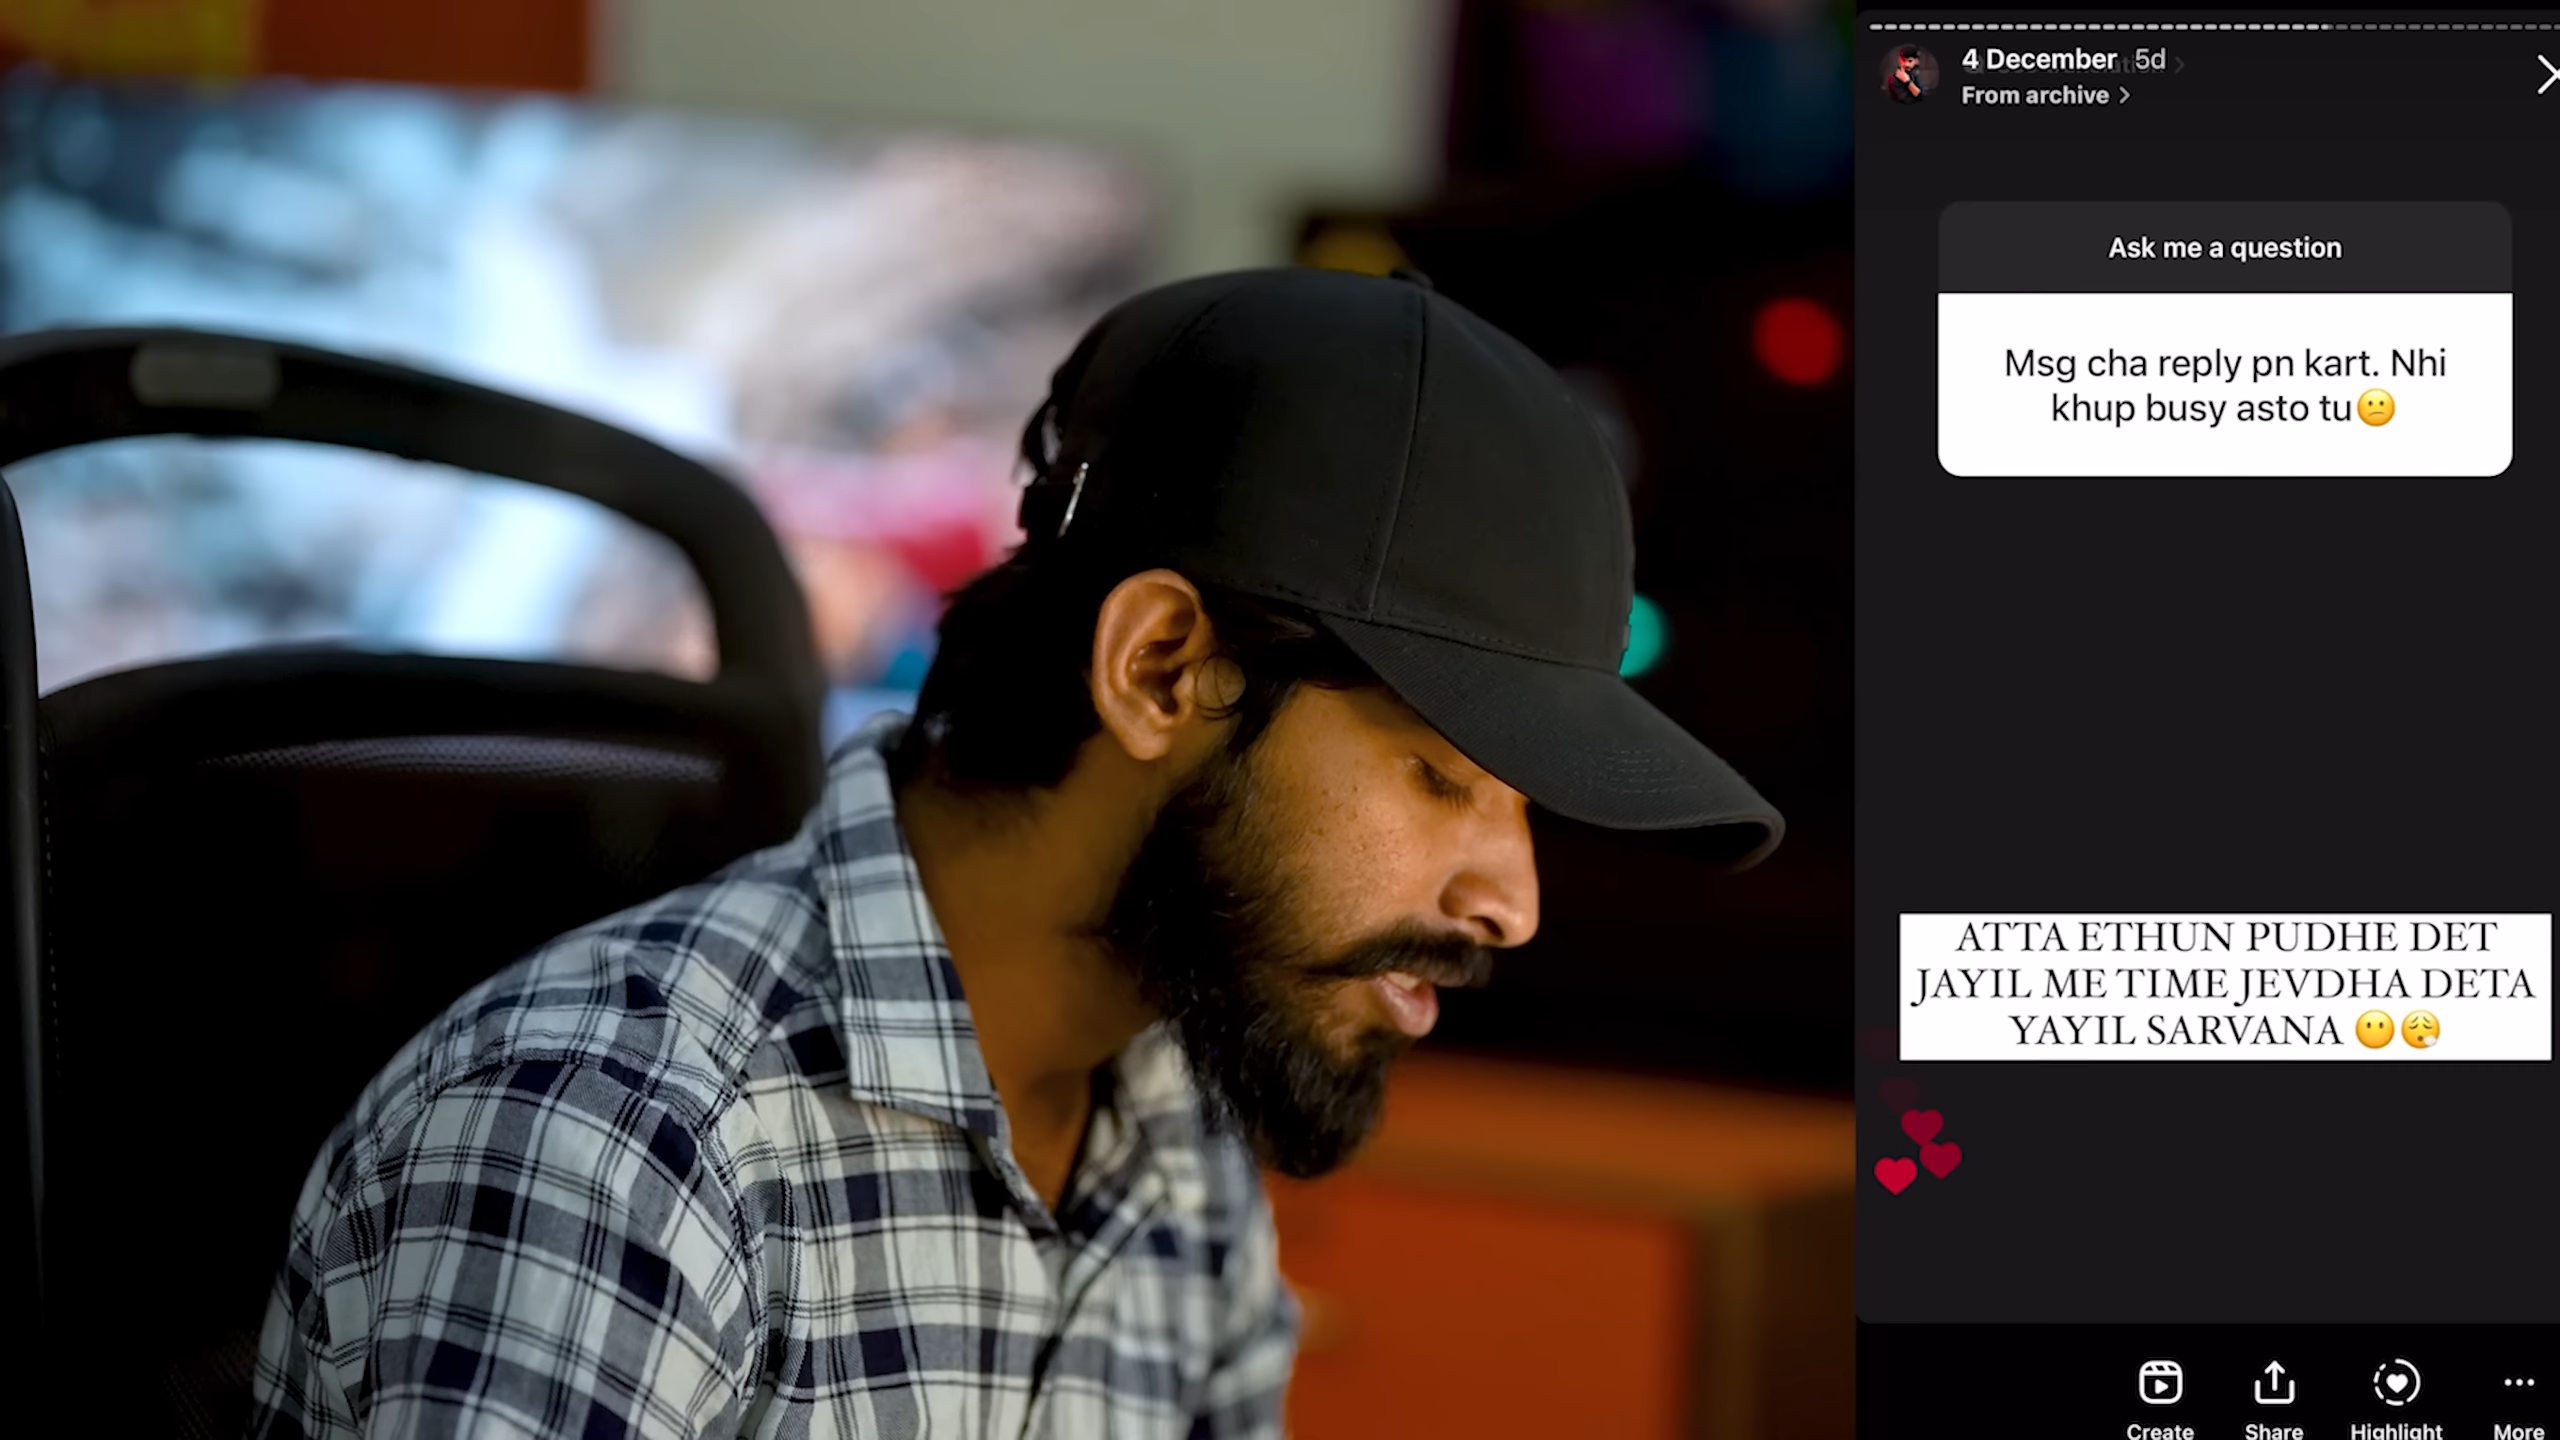 4 December 5d
From archive >
Ask me a question
Msg cha reply pn kart. Nhi
khup busy asto tu😕
ATTA ETHUN PUDHE DET
JAYIL ME TIME JEVDHA DETA
YAYIL SARVANA 😶😮‍💨
Create Share Highlight More